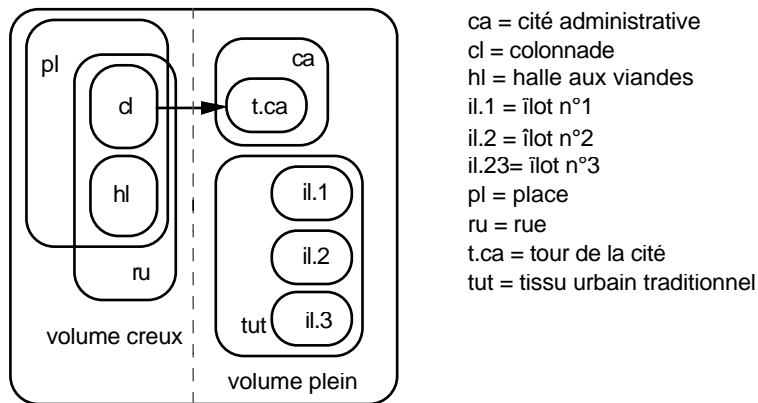 pl
cl
hl
ru
volume creux
ca
t.ca
il.1
il.2
il.3
tut
volume plein
ca = cité administrative
cl = colonnade
hl = halle aux viandes
il.1 = îlot n°1
il.2 = îlot n°2
il.23= îlot n°3
pl = place
ru = rue
t.ca = tour de la cité
tut = tissu urbain traditionnel